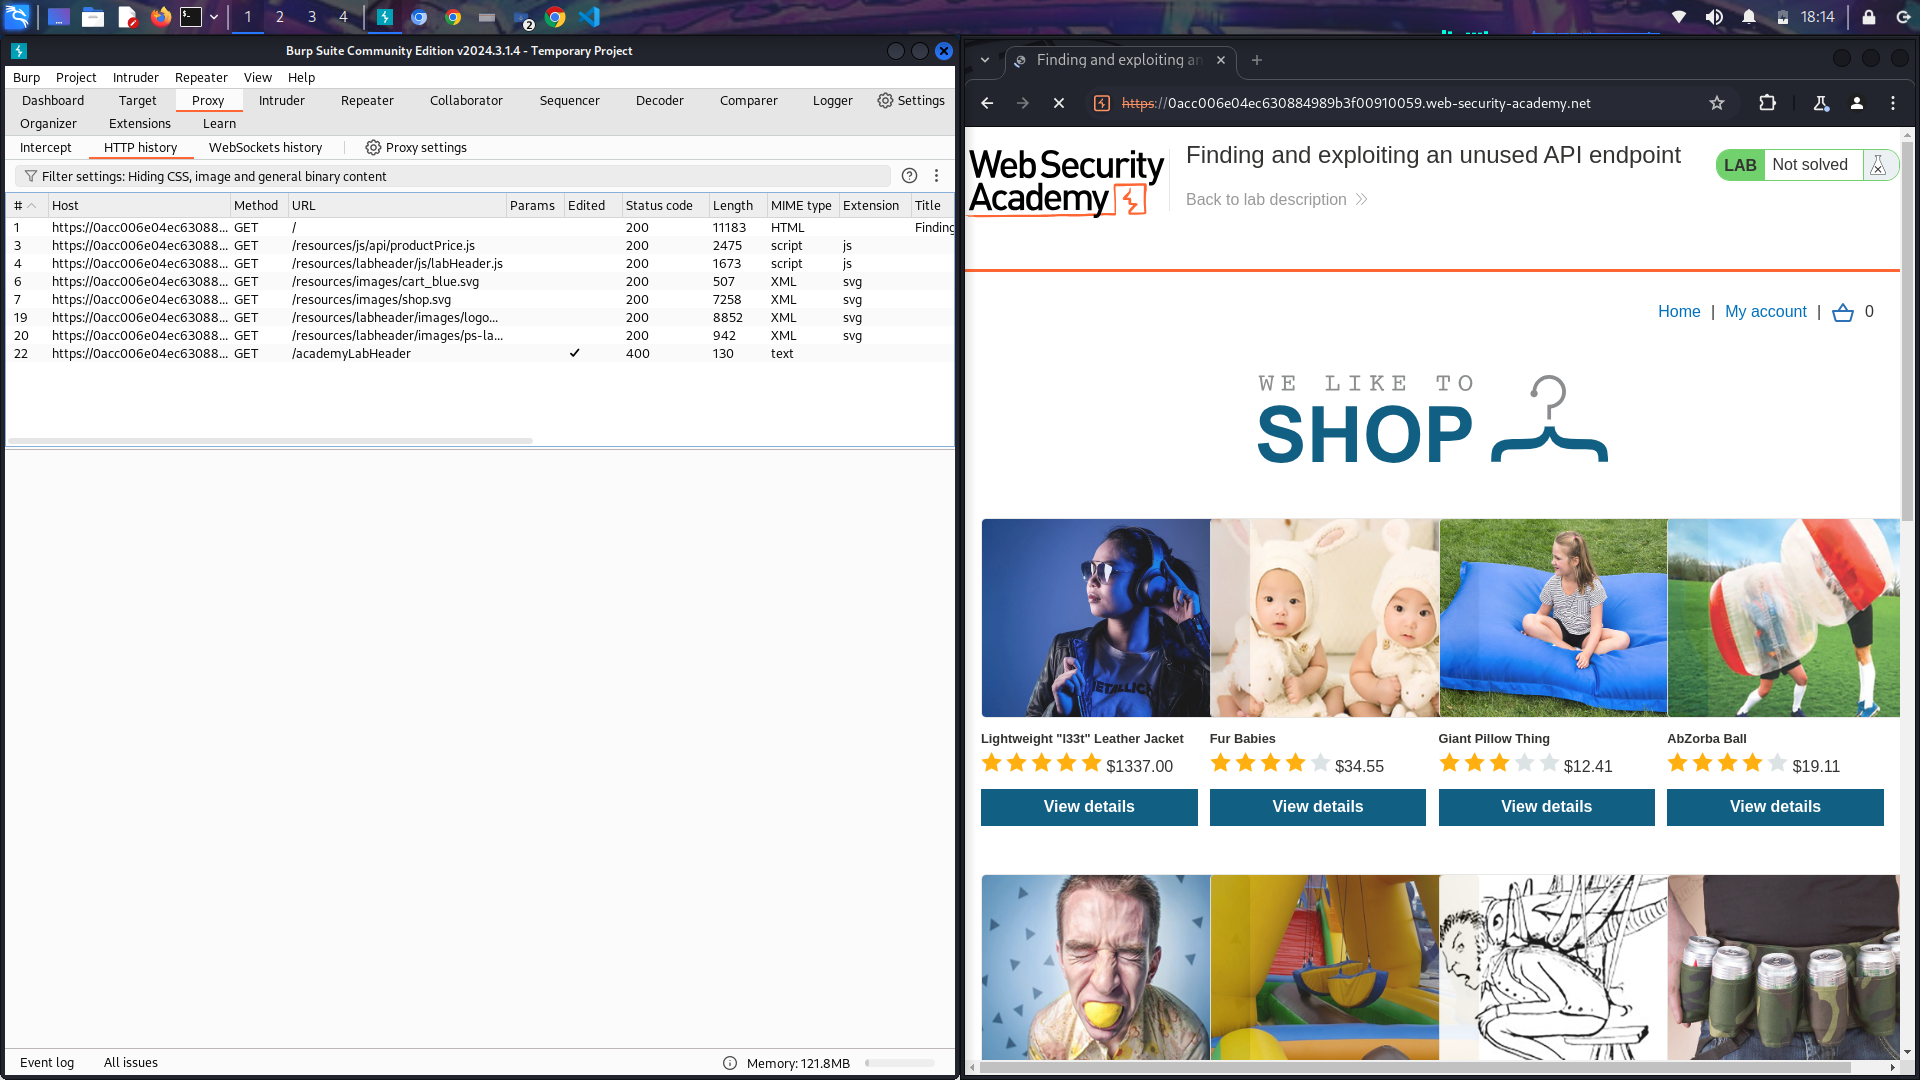 1 2 3 4 2 18:14
Burp Suite Community Edition v2024.3.1.4 - Temporary Project
Burp Project Intruder Repeater View Help
Dashboard Target Proxy Intruder Repeater Collaborator Sequencer Decoder Comparer Logger Settings
Organizer Extensions Learn
Intercept HTTP history WebSockets history Proxy settings
Filter settings: Hiding CSS, image and general binary content
# Host Method URL Params Edited Status code Length MIME type Extension Title
1 https://0acc006e04ec63088... GET / 200 11183 HTML Finding
3 https://0acc006e04ec63088... GET /resources/js/api/productPrice.js 200 2475 script js
4 https://0acc006e04ec63088... GET /resources/labheader/js/labHeader.js 200 1673 script js
6 https://0acc006e04ec63088... GET /resources/images/cart_blue.svg 200 507 XML svg
7 https://0acc006e04ec63088... GET /resources/images/shop.svg 200 7258 XML svg
19 https://0acc006e04ec63088... GET /resources/labheader/images/logo... 200 8852 XML svg
20 https://0acc006e04ec63088... GET /resources/labheader/images/ps-la... 200 942 XML svg
22 https://0acc006e04ec63088... GET /academyLabHeader ✓ 400 130 text
Event log All issues Memory: 121.8MB
Finding and exploiting an
https://0acc006e04ec630884989b3f00910059.web-security-academy.net
Web Security
Academy
Finding and exploiting an unused API endpoint
Back to lab description
LAB Not solved
Home | My account | 0
WE LIKE TO
SHOP
METALLICA
Lightweight "l33t" Leather Jacket Fur Babies Giant Pillow Thing AbZorba Ball
$1337.00 $34.55 $12.41 $19.11
View details View details View details View details